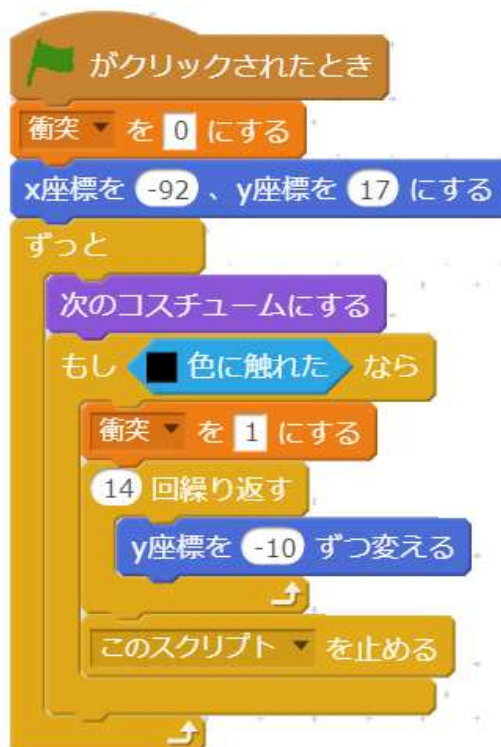 がクリックされたとき
衝突 を 0 にする
x座標を -92 、y座標を 17 にする
ずっと
次のコスチュームにする
もし 色に触れた なら
衝突 を 1 にする
14 回繰り返す
y座標を -10 ずつ変える
このスクリプト を止める